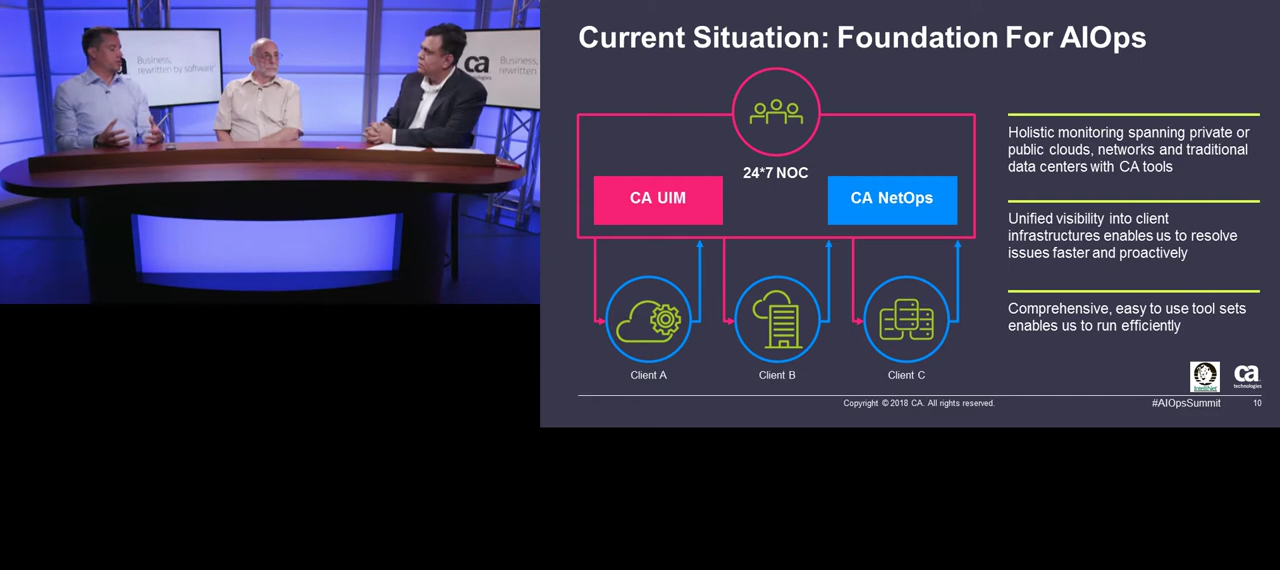 Business,
rewritten by software
ca
technologies
Business,
rewritten
Current Situation: Foundation For AIOps
24*7 NOC
CA UIM
CA NetOps
Client A
Client B
Client C
Holistic monitoring spanning private or
public clouds, networks and traditional
data centers with CA tools
Unified visibility into client
infrastructures enables us to resolve
issues faster and proactively
Comprehensive, easy to use tool sets
enables us to run efficiently
IntelliNet
ca
technologies
Copyright © 2018 CA. All rights reserved.
#AIOpsSummit
10